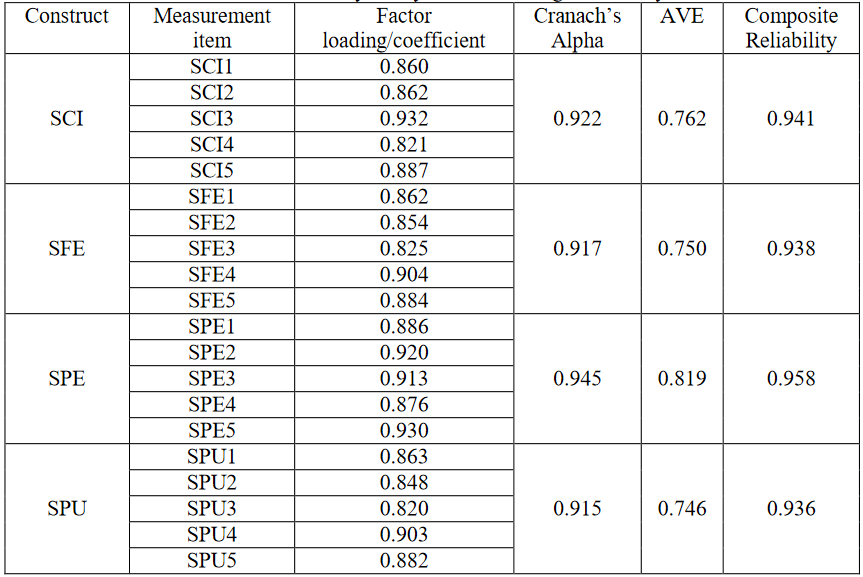 Construct Measurement item Factor loading/coefficient Cranach's Alpha AVE Composite Reliability
SCI SCI1 0.860 0.922 0.762 0.941
SCI2 0.862
SCI3 0.932
SCI4 0.821
SCI5 0.887
SFE SFE1 0.862 0.917 0.750 0.938
SFE2 0.854
SFE3 0.825
SFE4 0.904
SFE5 0.884
SPE SPE1 0.886 0.945 0.819 0.958
SPE2 0.920
SPE3 0.913
SPE4 0.876
SPE5 0.930
SPU SPU1 0.863 0.915 0.746 0.936
SPU2 0.848
SPU3 0.820
SPU4 0.903
SPU5 0.882